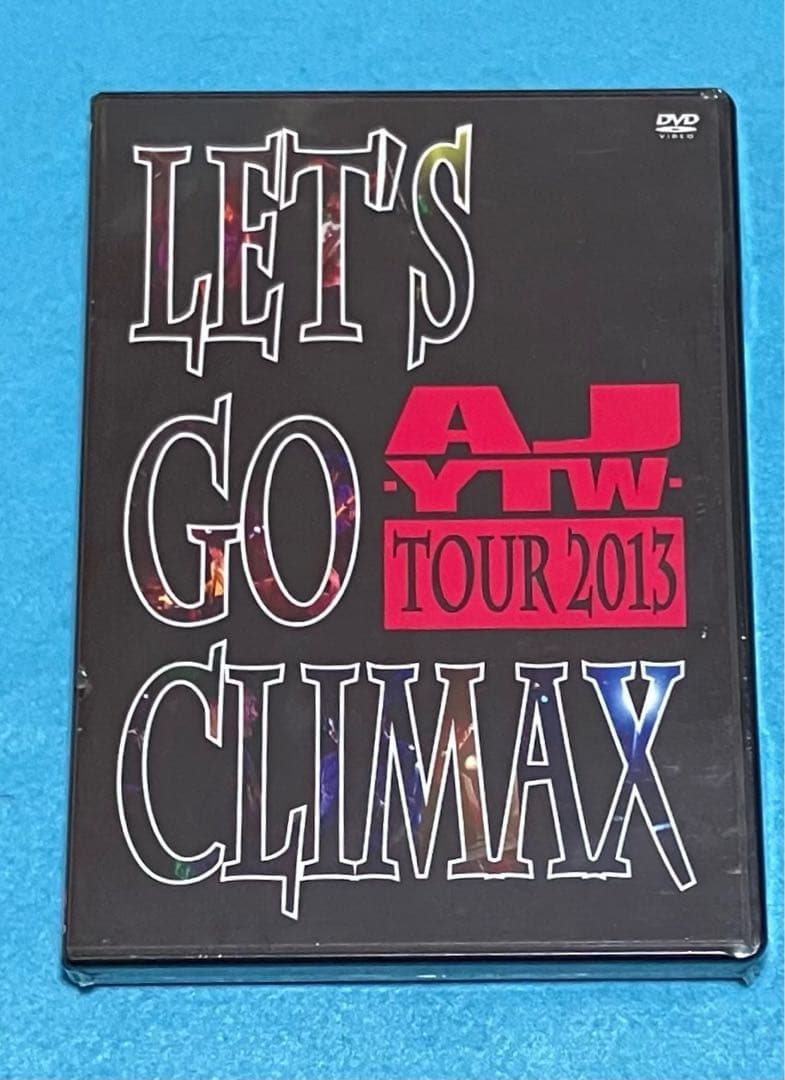 DVD
VIDEO
LET'S
GO
AJ
-YTW-
TOUR 2013
CLIMAX